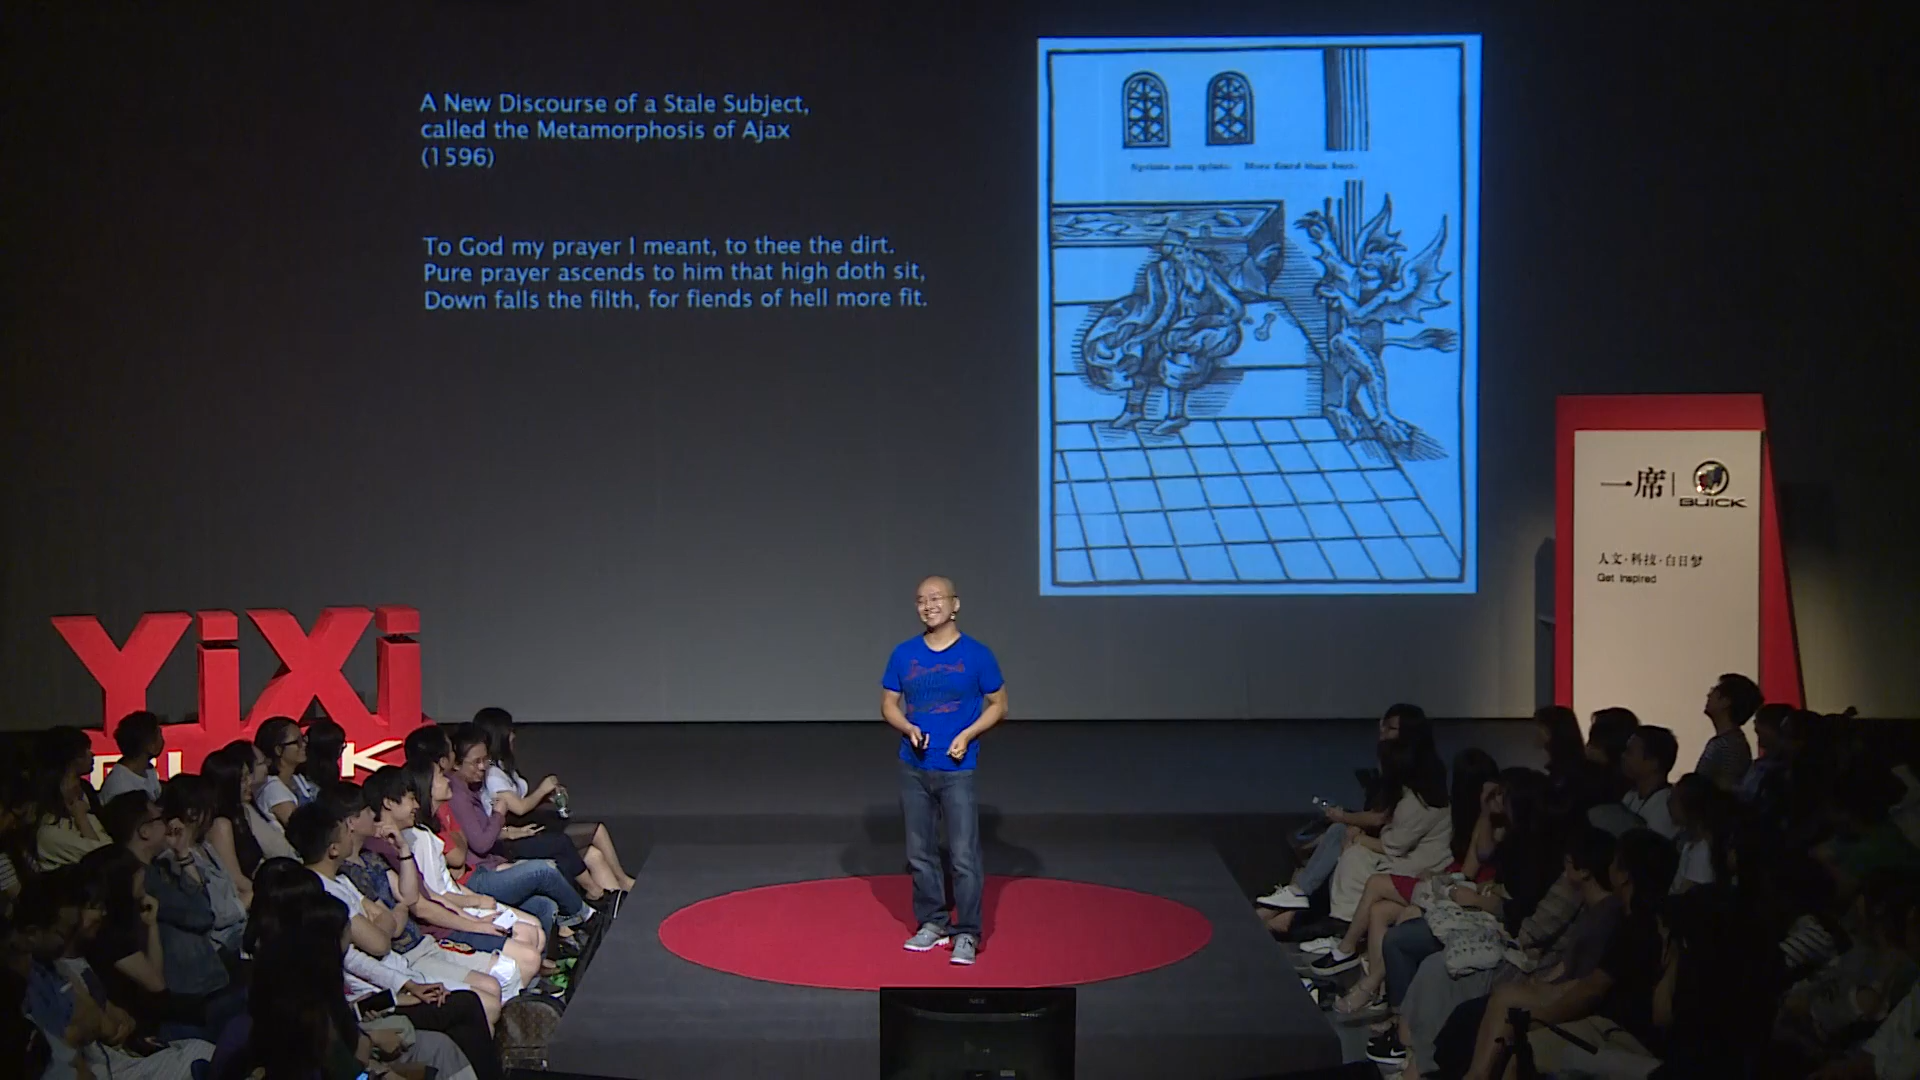 A New Discourse of a Stale Subject,
called the Metamorphosis of Ajax
(1596)
To God my prayer I meant, to thee the dirt.
Pure prayer ascends to him that high doth sit,
Down falls the filth, for fiends of hell more fit.
一席
BUICK
人文·科技·白日梦
Get Inspired
YiXi
NEC